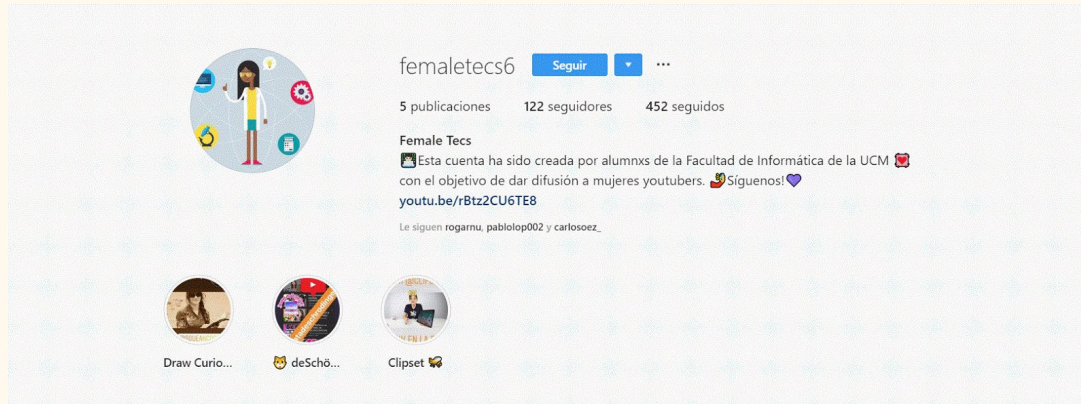 femaletecs6 Seguir
5 publicaciones 122 seguidores 452 seguidos
Female Tecs
Esta cuenta ha sido creada por alumnxs de la Facultad de Informática de la UCM
con el objetivo de dar difusión a mujeres youtubers. Síguenos!
youtu.be/rBtz2CU6TE8
Le siguen rogarnu, pablolop002 y carlosoez_
Draw Curio... deSchö... Clipset